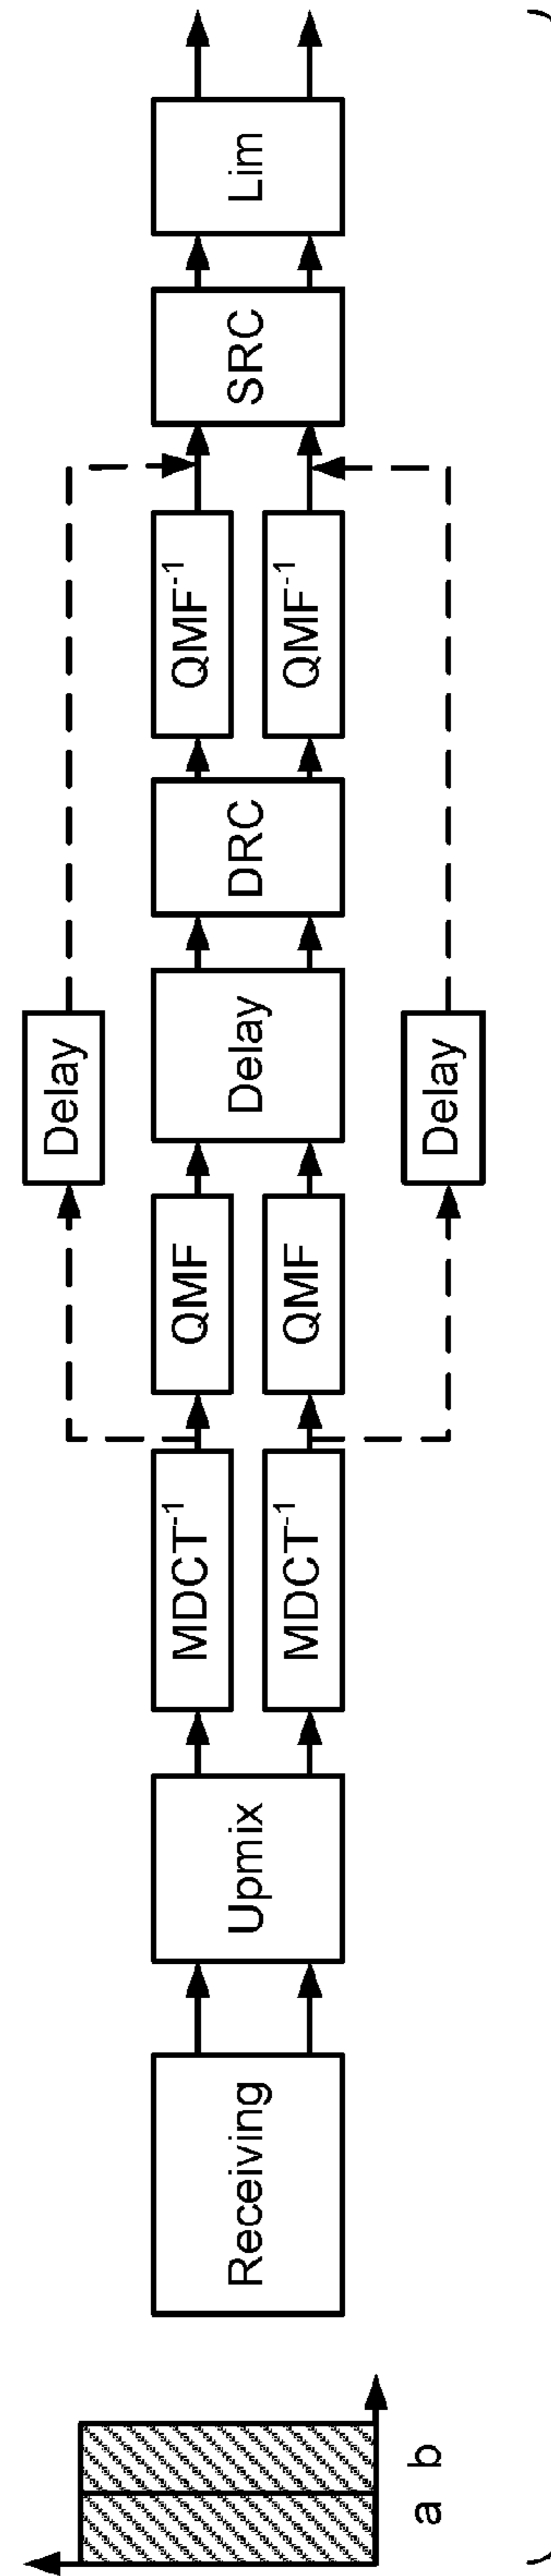 a b
Receiving
Upmix
MDCT⁻¹
MDCT⁻¹
QMF
QMF
Delay
Delay
Delay
DRC
QMF⁻¹
QMF⁻¹
SRC
Lim